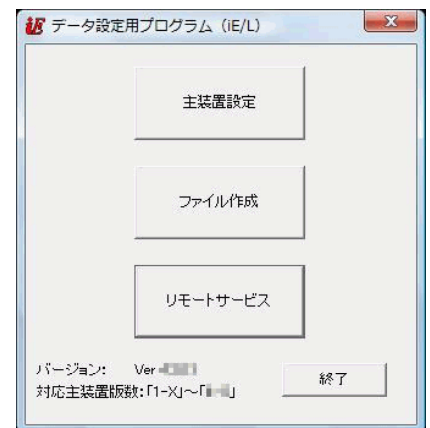 iE データ設定用プログラム (iE/L)
主装置設定
ファイル作成
リモートサービス
バージョン: Ver
対応主装置版数:「1-X」～「 」
終了